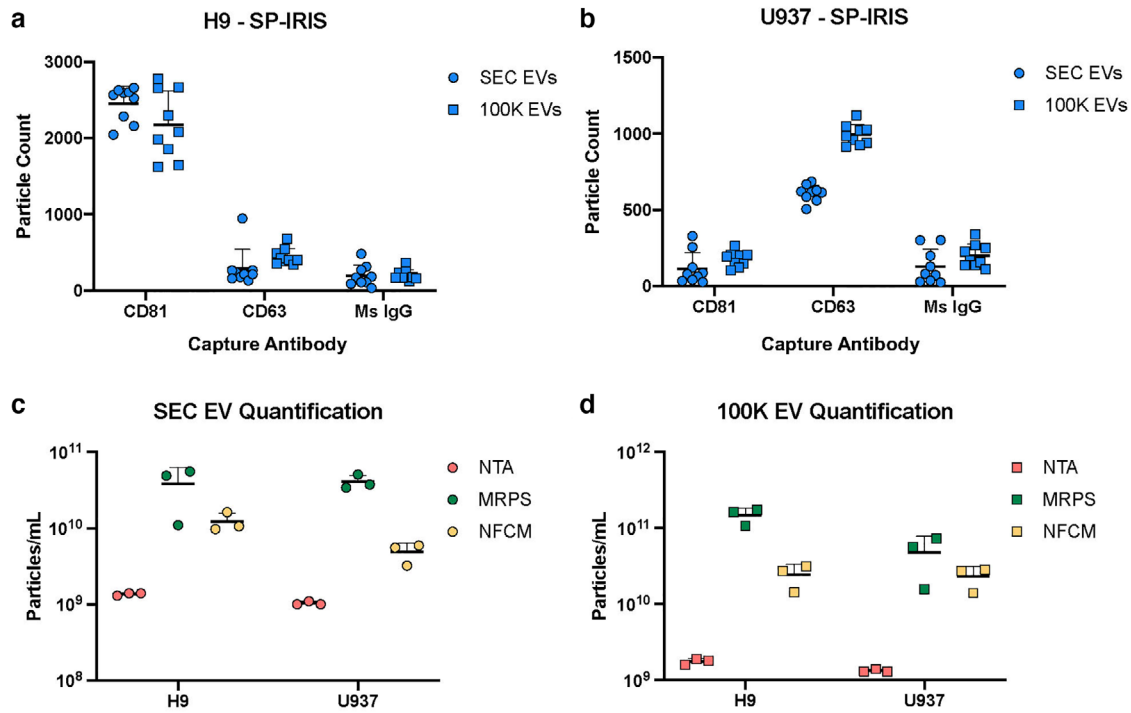 a
H9 - SP-IRIS
3000
2000
1000
0
Particle Count
CD81
CD63
Ms IgG
Capture Antibody
SEC EVs
100K EVs
b
U937 - SP-IRIS
1500
1000
500
0
Particle Count
CD81
CD63
Ms IgG
Capture Antibody
SEC EVs
100K EVs
c
SEC EV Quantification
10¹¹
10¹⁰
10⁹
10⁸
Particles/mL
H9
U937
NTA
MRPS
NFCM
d
100K EV Quantification
10¹²
10¹¹
10¹⁰
10⁹
Particles/mL
H9
U937
NTA
MRPS
NFCM